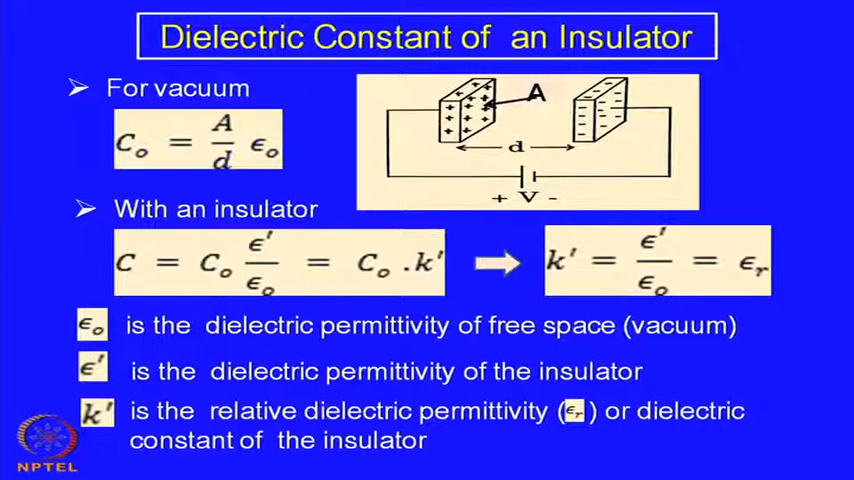 Dielectric Constant of an Insulator
➢ For vacuum
C₀ = A/d ϵ₀
A
d
+ V -
➢ With an insulator
C = C₀ ϵ′/ϵ₀ = C₀ .k′
k′ = ϵ′/ϵ₀ = ϵᵣ
ϵ₀ is the dielectric permittivity of free space (vacuum)
ϵ′ is the dielectric permittivity of the insulator
k′ is the relative dielectric permittivity (ϵᵣ) or dielectric
constant of the insulator
NPTEL